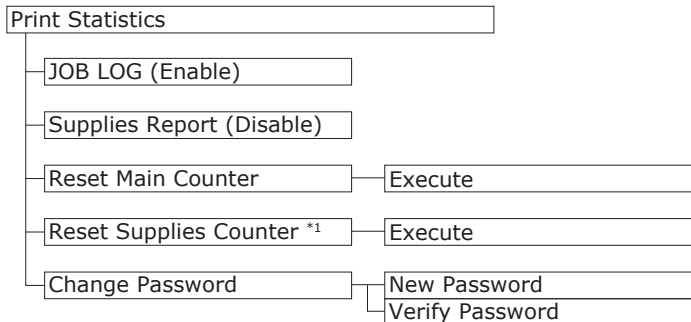 Print Statistics
JOB LOG (Enable)
Supplies Report (Disable)
Reset Main Counter Execute
Reset Supplies Counter *1 Execute
Change Password New Password
Verify Password